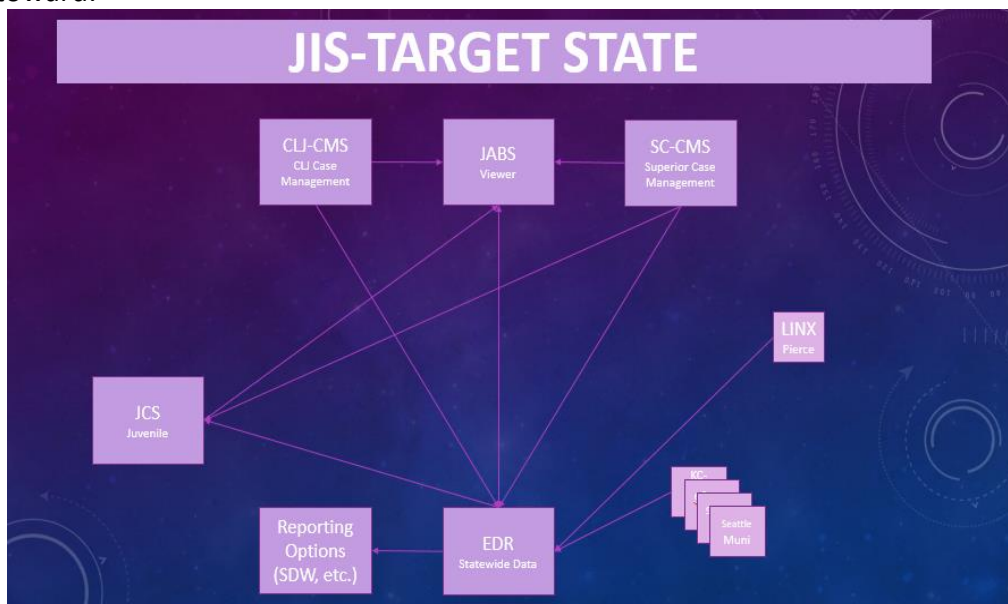 JIS-TARGET STATE
CLJ-CMS
CLJ Case
Management
JABS
Viewer
SC-CMS
Superior Case
Management
LINX
Pierce
JCS
Juvenile
Reporting
Options
(SDW, etc.)
EDR
Statewide Data
KC-
Seattle
Muni